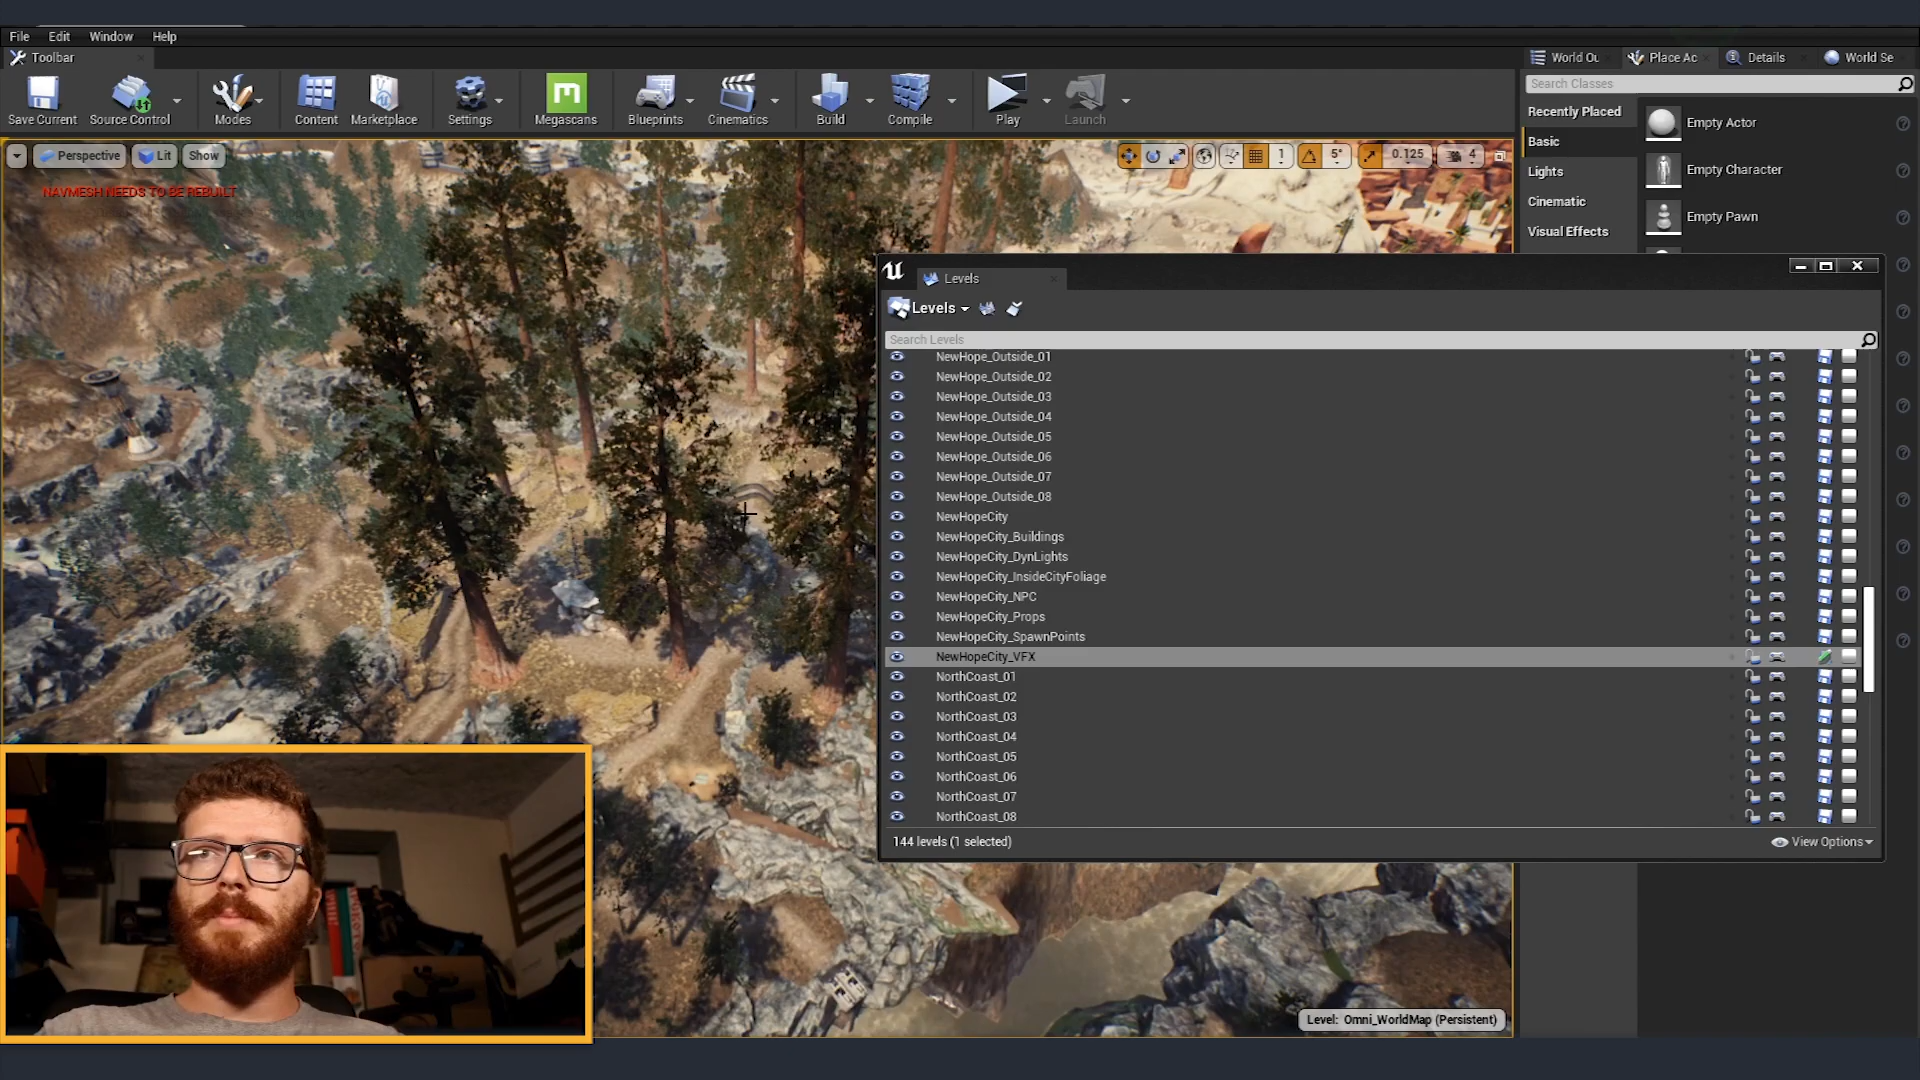 File Edit Window Help
Toolbar
World Ou
Place Ac
Details
World Se
Save Current
Source Control
Modes
Content
Marketplace
Settings
Megascans
Blueprints
Cinematics
Build
Compile
Play
Launch
Search Classes
Recently Placed
Basic
Lights
Cinematic
Visual Effects
Empty Actor
Empty Character
Empty Pawn
Perspective
Lit
Show
1
5°
0.125
4
NAVMESH NEEDS TO BE REBUILT
Levels
Levels
Search Levels
NewHope_Outside_01
NewHope_Outside_02
NewHope_Outside_03
NewHope_Outside_04
NewHope_Outside_05
NewHope_Outside_06
NewHope_Outside_07
NewHope_Outside_08
NewHopeCity
NewHopeCity_Buildings
NewHopeCity_DynLights
NewHopeCity_InsideCityFoliage
NewHopeCity_NPC
NewHopeCity_Props
NewHopeCity_SpawnPoints
NewHopeCity_VFX
NorthCoast_01
NorthCoast_02
NorthCoast_03
NorthCoast_04
NorthCoast_05
NorthCoast_06
NorthCoast_07
NorthCoast_08
144 levels (1 selected)
View Options
Level: Omni_WorldMap (Persistent)